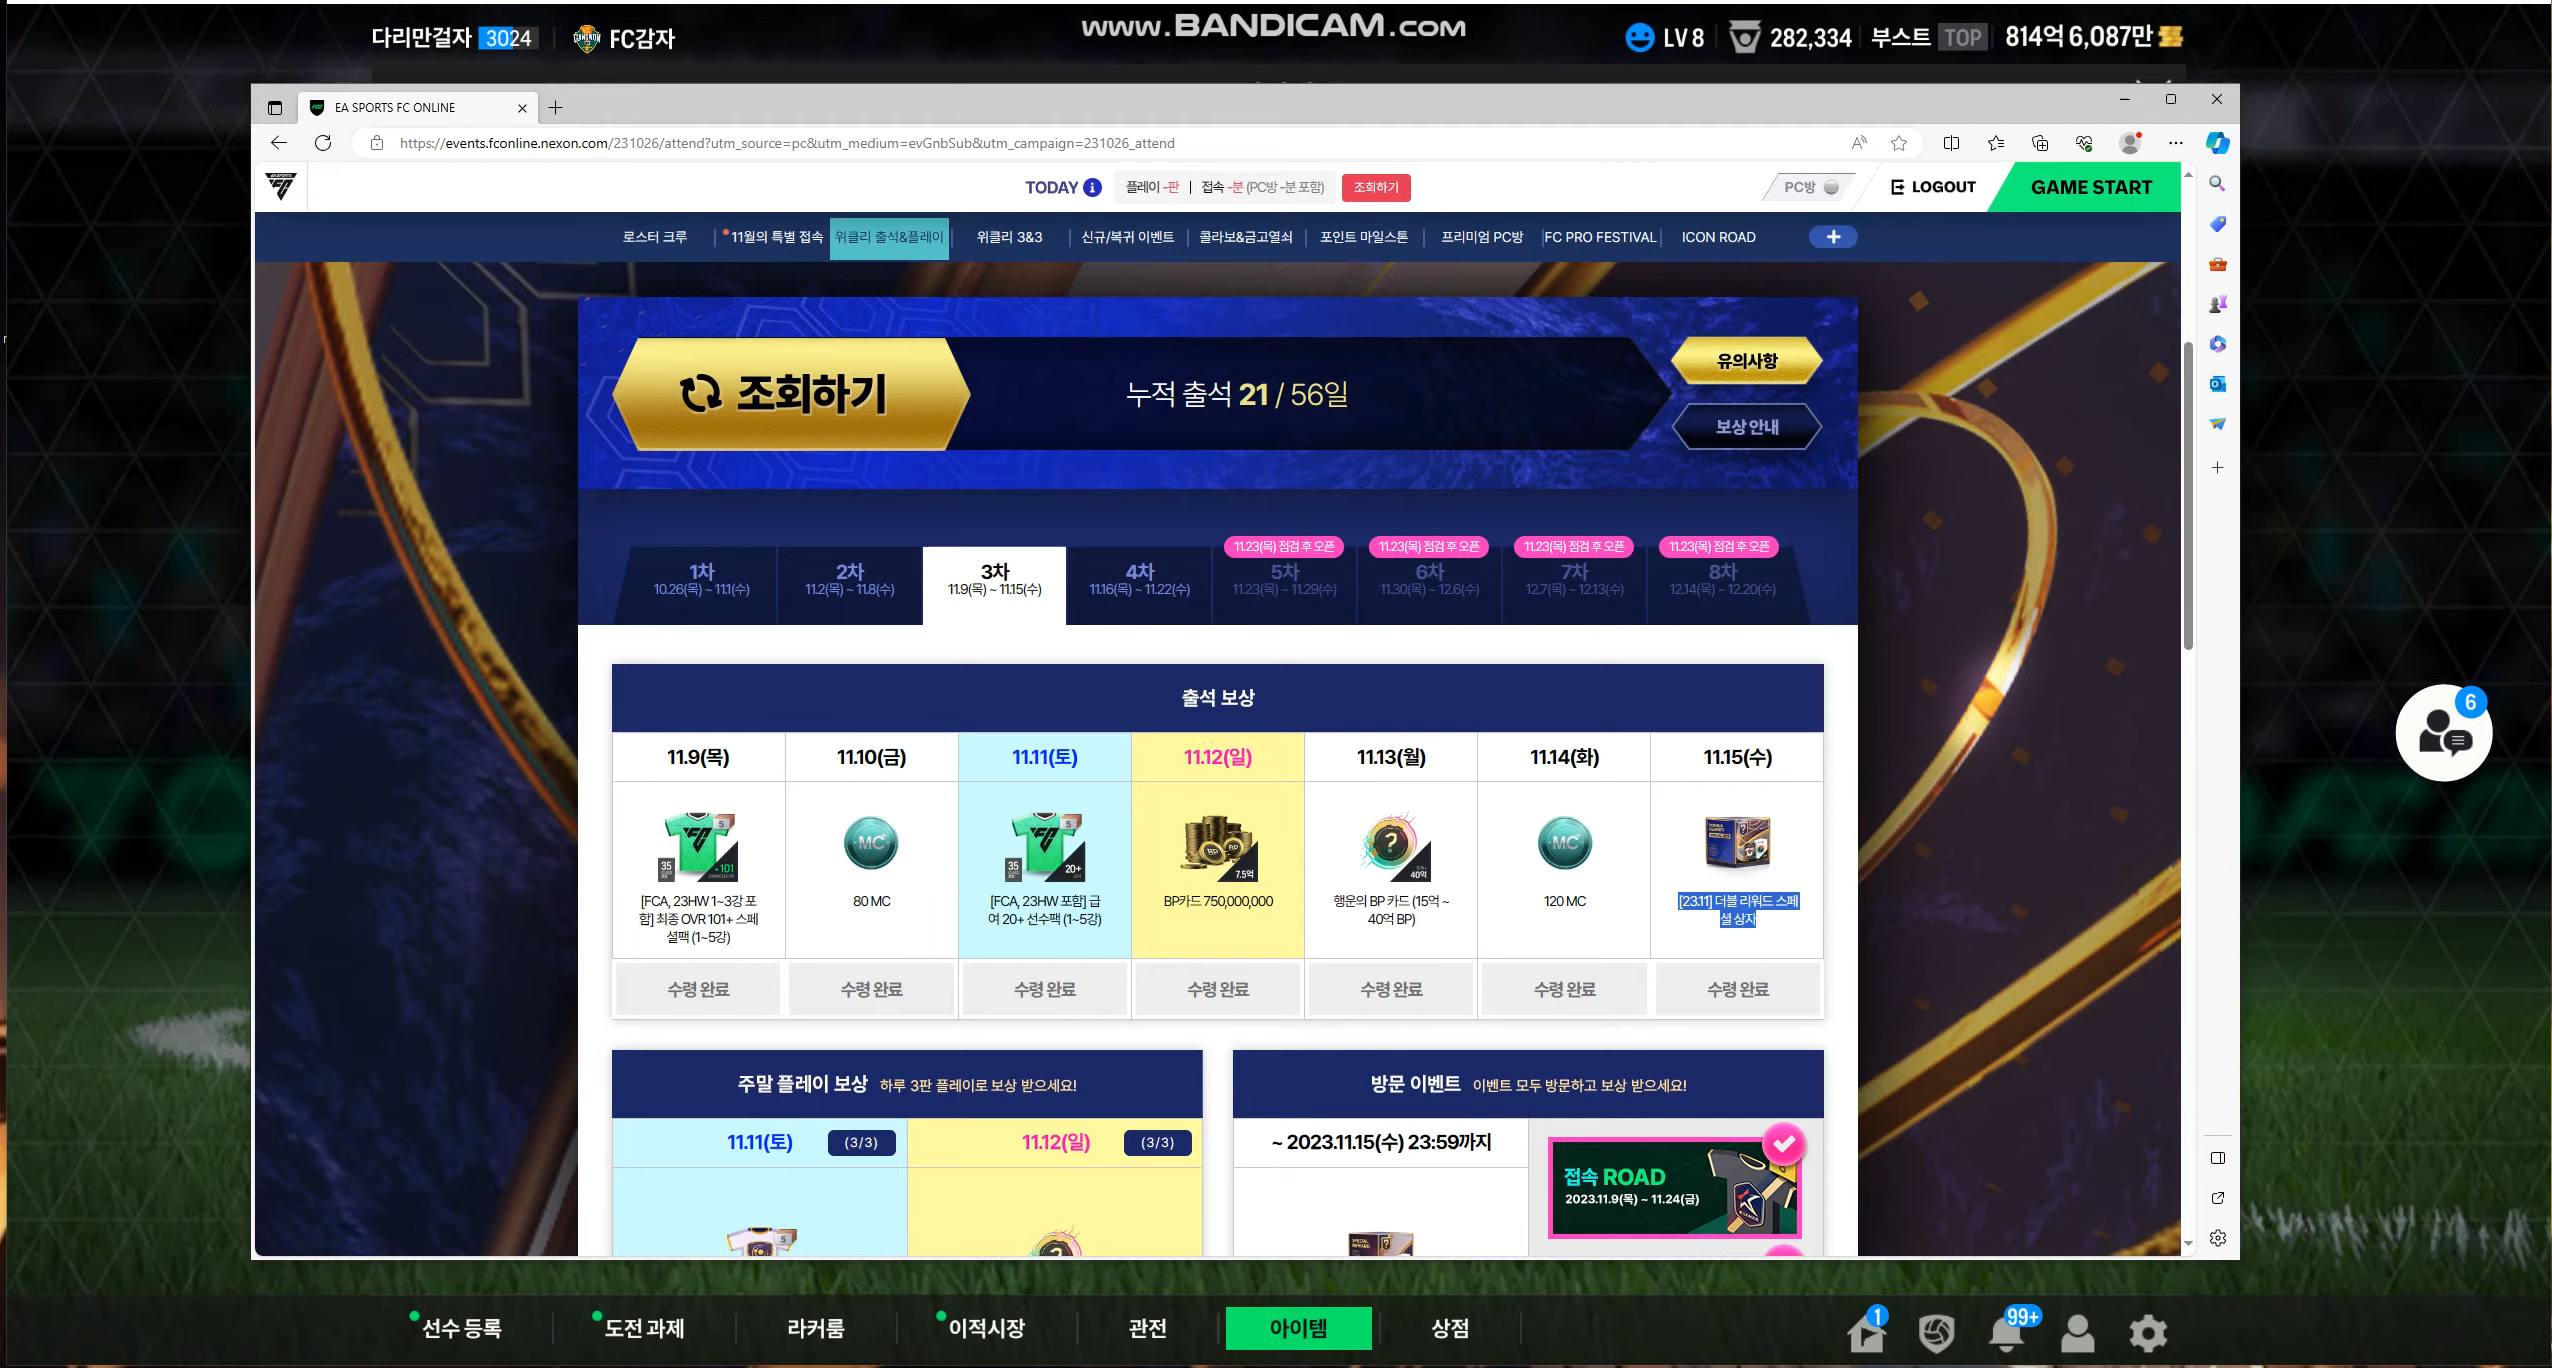 www.BANDICAM.com
다리만걸자 3024 FC감자
LV 8 282,334 부스트 TOP 814억 6,087만
EA SPORTS FC ONLINE
https://events.fconline.nexon.com/231026/attend?utm_source=pc&utm_medium=evGnbSub&utm_campaign=231026_attend
TODAY 플레이 -판 | 접속 -분 (PC방 -분 포함) 조회하기
PC방 LOGOUT GAME START
로스터 크루 11월의 특별 접속 위클리 출석&플레이 위클리 3&3 신규/복귀 이벤트 콜라보&금고열쇠 포인트 마일스톤 프리미엄 PC방 FC PRO FESTIVAL ICON ROAD
조회하기
누적 출석 21 / 56일
유의사항
보상 안내
11.23(목) 점검 후 오픈 11.23(목) 점검 후 오픈 11.23(목) 점검 후 오픈 11.23(목) 점검 후 오픈
1차 2차 3차 4차 5차 6차 7차 8차
10.26(목) ~ 11.1(수) 11.2(목) ~ 11.8(수) 11.9(목) ~ 11.15(수) 11.16(목) ~ 11.22(수) 11.23(목) ~ 11.29(수) 11.30(목) ~ 12.6(수) 12.7(목) ~ 12.13(수) 12.14(목) ~ 12.20(수)
출석 보상
11.9(목) 11.10(금) 11.11(토) 11.12(일) 11.13(월) 11.14(화) 11.15(수)
5 MC 5 BP BP ? MC
35 101 35 20+ 7.5억 40억
[FCA, 23HW 1~3강 포함] 최종 OVR 101+ 스페셜팩 (1~5강)
80 MC
[FCA, 23HW 포함] 급여 20+ 선수팩 (1~5강)
BP카드 750,000,000
행운의 BP 카드 (15억 ~ 40억 BP)
120 MC
[23.11] 더블 리워드 스페셜 상자
수령 완료 수령 완료 수령 완료 수령 완료 수령 완료 수령 완료 수령 완료
주말 플레이 보상 하루 3판 플레이로 보상 받으세요!
11.11(토) (3/3) 11.12(일) (3/3)
5
방문 이벤트 이벤트 모두 방문하고 보상 받으세요!
~ 2023.11.15(수) 23:59까지
접속 ROAD
2023.11.9(목) ~ 11.24(금)
6
선수 등록 도전 과제 라커룸 이적시장 관전 아이템 상점
1 99+